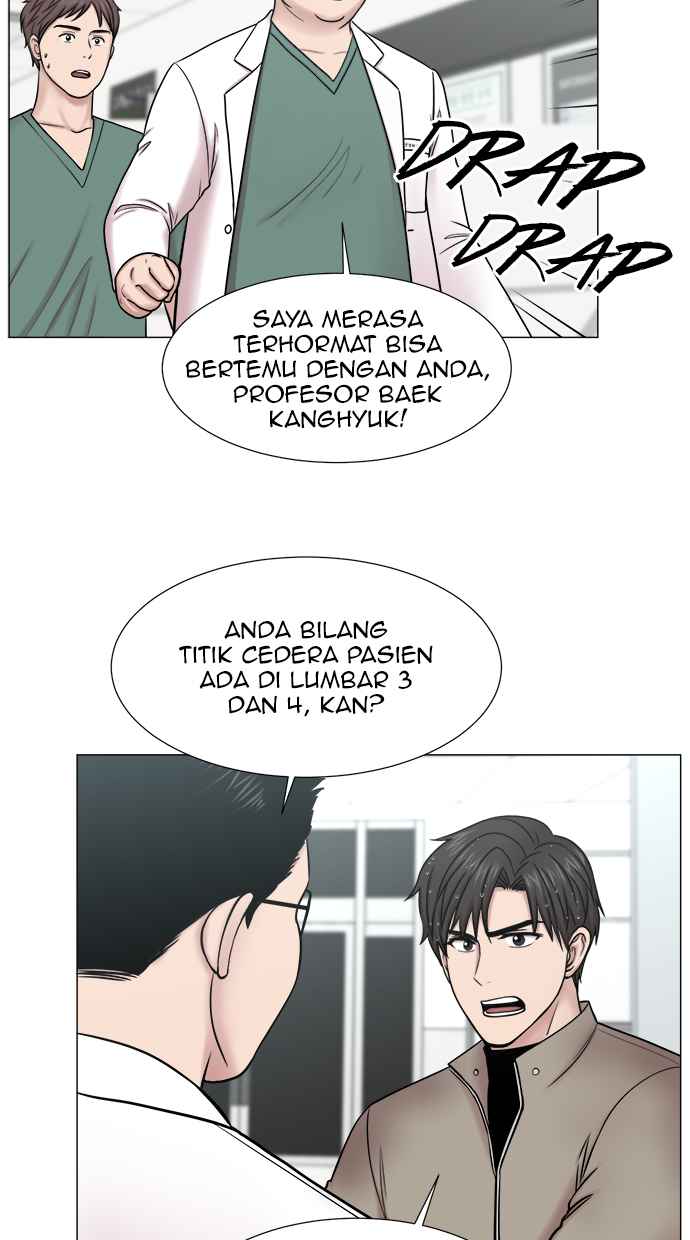 DRAP
DRAP
SAYA MERASA
TERHORMAT BISA
BERTEMU DENGAN ANDA,
PROFESOR BAEK
KANGHYUK!
ANDA BILANG
TITIK CEDERA PASIEN
ADA DI LUMBAR 3
DAN 4, KAN?